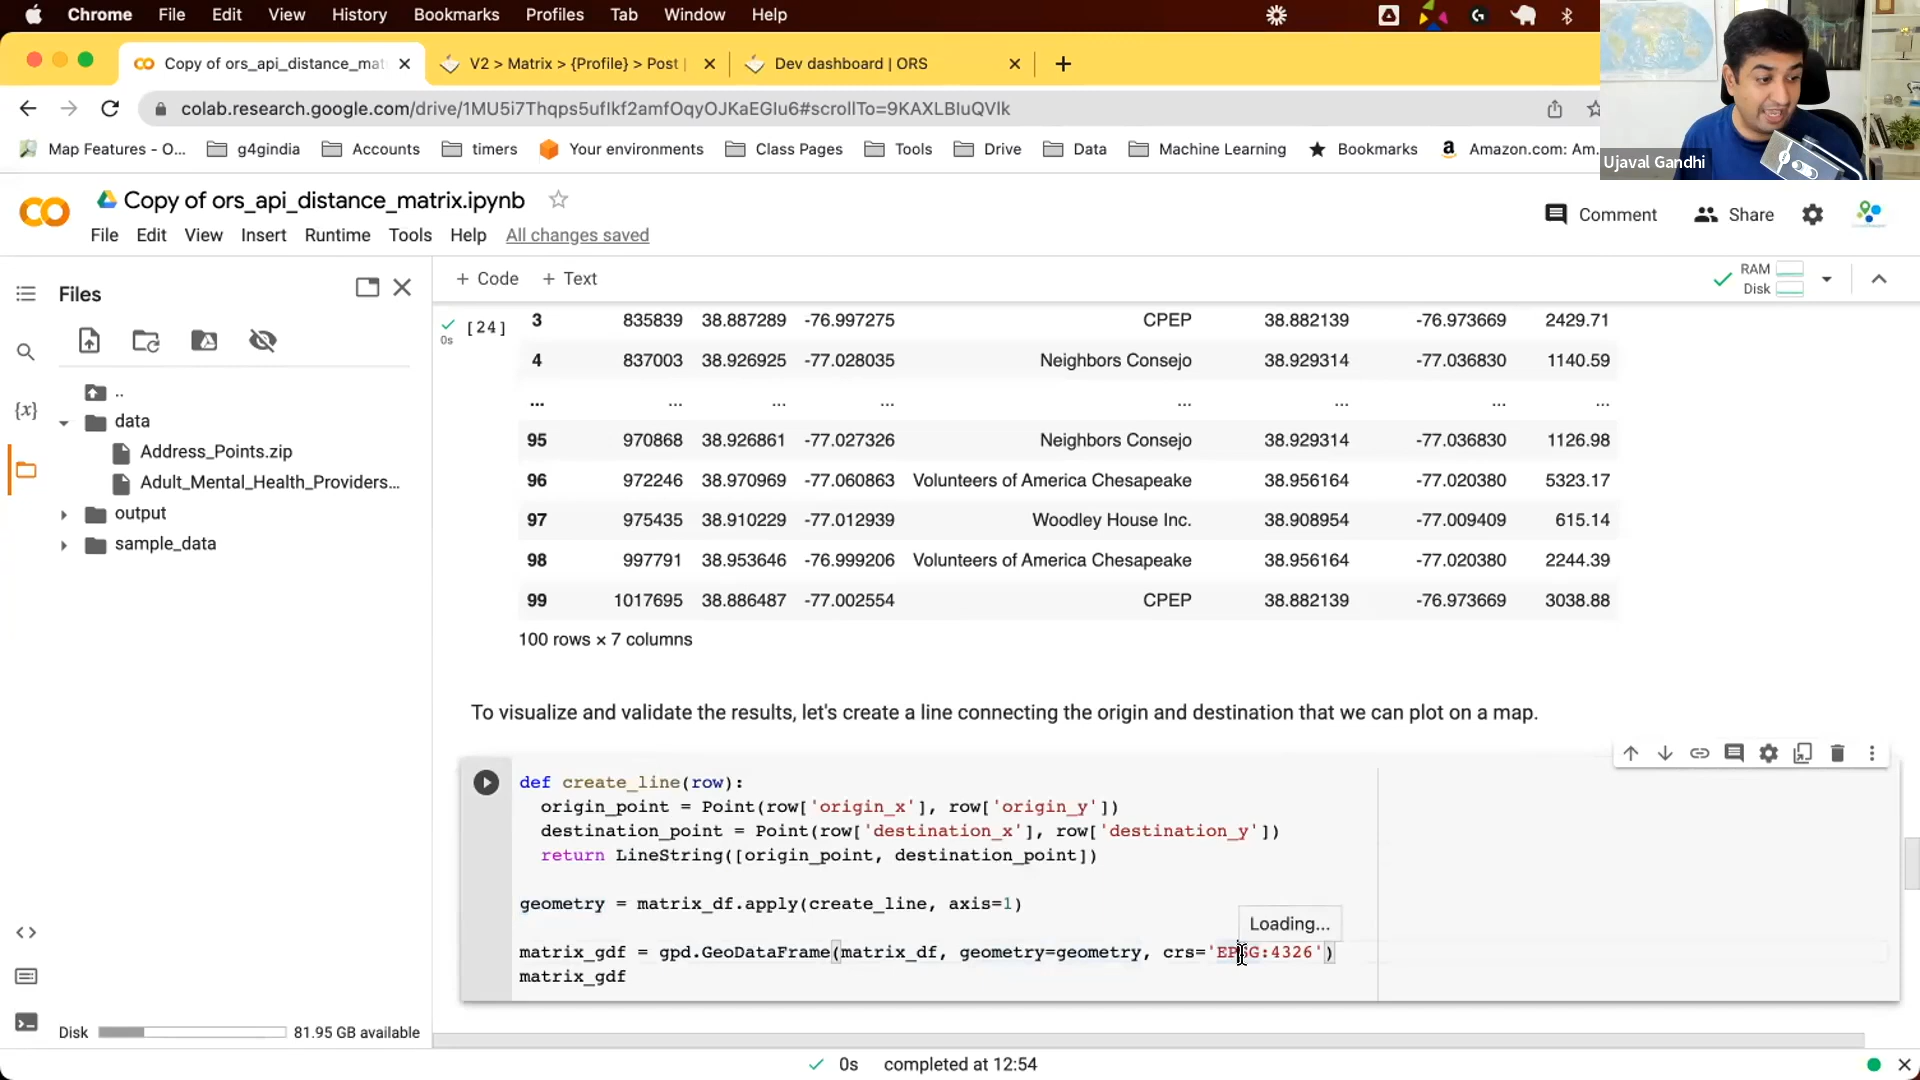 Chrome File Edit View History Bookmarks Profiles Tab Window Help
Copy of ors_api_distance_mat
V2 > Matrix > {Profile} > Post |
Dev dashboard | ORS
colab.research.google.com/drive/1MU5i7Thqps5uflkf2amfOqyOJKaEGlu6#scrollTo=9KAXLBluQVlk
Map Features - O... g4gindia Accounts timers Your environments Class Pages Tools Drive Data Machine Learning Bookmarks Amazon.com: Am.
Ujaval Gandhi
Copy of ors_api_distance_matrix.ipynb
Comment Share
File Edit View Insert Runtime Tools Help All changes saved
Files
+ Code + Text
RAM
Disk
..
data
Address_Points.zip
Adult_Mental_Health_Providers...
output
sample_data
{x}
[24]
0s
3 835839 38.887289 -76.997275 CPEP 38.882139 -76.973669 2429.71
4 837003 38.926925 -77.028035 Neighbors Consejo 38.929314 -77.036830 1140.59
... ... ... ... ... ... ... ...
95 970868 38.926861 -77.027326 Neighbors Consejo 38.929314 -77.036830 1126.98
96 972246 38.970969 -77.060863 Volunteers of America Chesapeake 38.956164 -77.020380 5323.17
97 975435 38.910229 -77.012939 Woodley House Inc. 38.908954 -77.009409 615.14
98 997791 38.953646 -76.999206 Volunteers of America Chesapeake 38.956164 -77.020380 2244.39
99 1017695 38.886487 -77.002554 CPEP 38.882139 -76.973669 3038.88
100 rows × 7 columns
To visualize and validate the results, let's create a line connecting the origin and destination that we can plot on a map.
def create_line(row):
origin_point = Point(row['origin_x'], row['origin_y'])
destination_point = Point(row['destination_x'], row['destination_y'])
return LineString([origin_point, destination_point])
geometry = matrix_df.apply(create_line, axis=1)
Loading...
matrix_gdf = gpd.GeoDataFrame(matrix_df, geometry=geometry, crs='EPSG:4326')
matrix_gdf
Disk 81.95 GB available
0s completed at 12:54